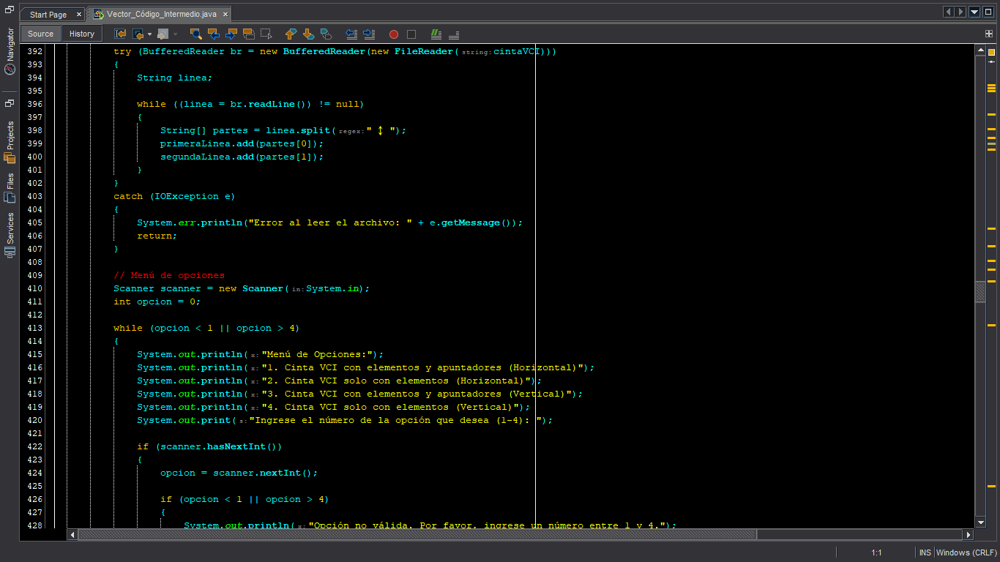 Start Page
Vector_Código_Intermedio.java
Source
History
Navigator
Projects
Files
Services
392 try (BufferedReader br = new BufferedReader(new FileReader( string: cintaVCI)))
393 {
394 String linea;
395
396 while ((linea = br.readLine()) != null)
397 {
398 String[] partes = linea.split( regex: " ↕ ");
399 primeraLinea.add(partes[0]);
400 segundaLinea.add(partes[1]);
401 }
402 }
403 catch (IOException e)
404 {
405 System.err.println("Error al leer el archivo: " + e.getMessage());
406 return;
407 }
408
409 // Menú de opciones
410 Scanner scanner = new Scanner( in: System.in);
411 int opcion = 0;
412
413 while (opcion < 1 || opcion > 4)
414 {
415 System.out.println( x: "Menú de Opciones:");
416 System.out.println( x: "1. Cinta VCI con elementos y apuntadores (Horizontal)");
417 System.out.println( x: "2. Cinta VCI solo con elementos (Horizontal)");
418 System.out.println( x: "3. Cinta VCI con elementos y apuntadores (Vertical)");
419 System.out.println( x: "4. Cinta VCI solo con elementos (Vertical)");
420 System.out.print( s: "Ingrese el número de la opción que desea (1-4): ");
421
422 if (scanner.hasNextInt())
423 {
424 opcion = scanner.nextInt();
425
426 if (opcion < 1 || opcion > 4)
427 {
428 System.out.println( x: "Opción no válida. Por favor, ingrese un número entre 1 y 4.");
1:1
INS
Windows (CRLF)